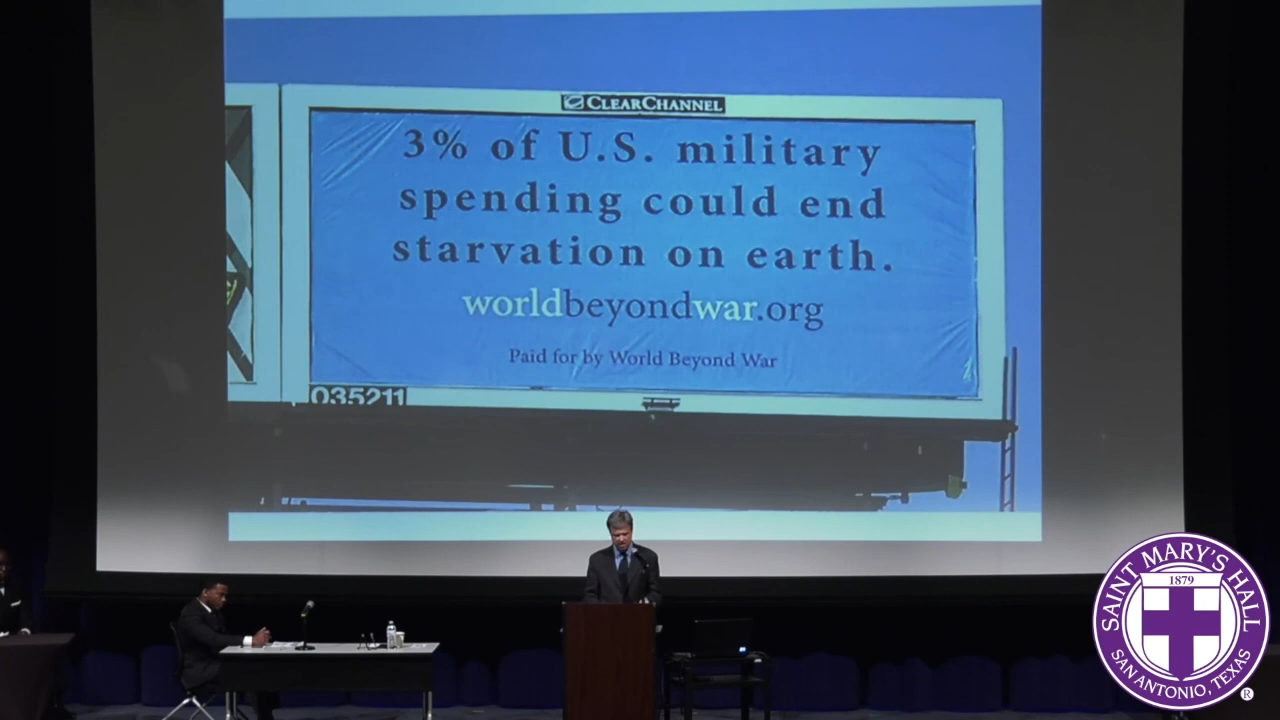 CLEARCHANNEL
3% of U.S. military
spending could end
starvation on earth.
worldbeyondwar.org
Paid for by World Beyond War
035211
SAINT MARY'S HALL
1879
SAN ANTONIO, TEXAS
®